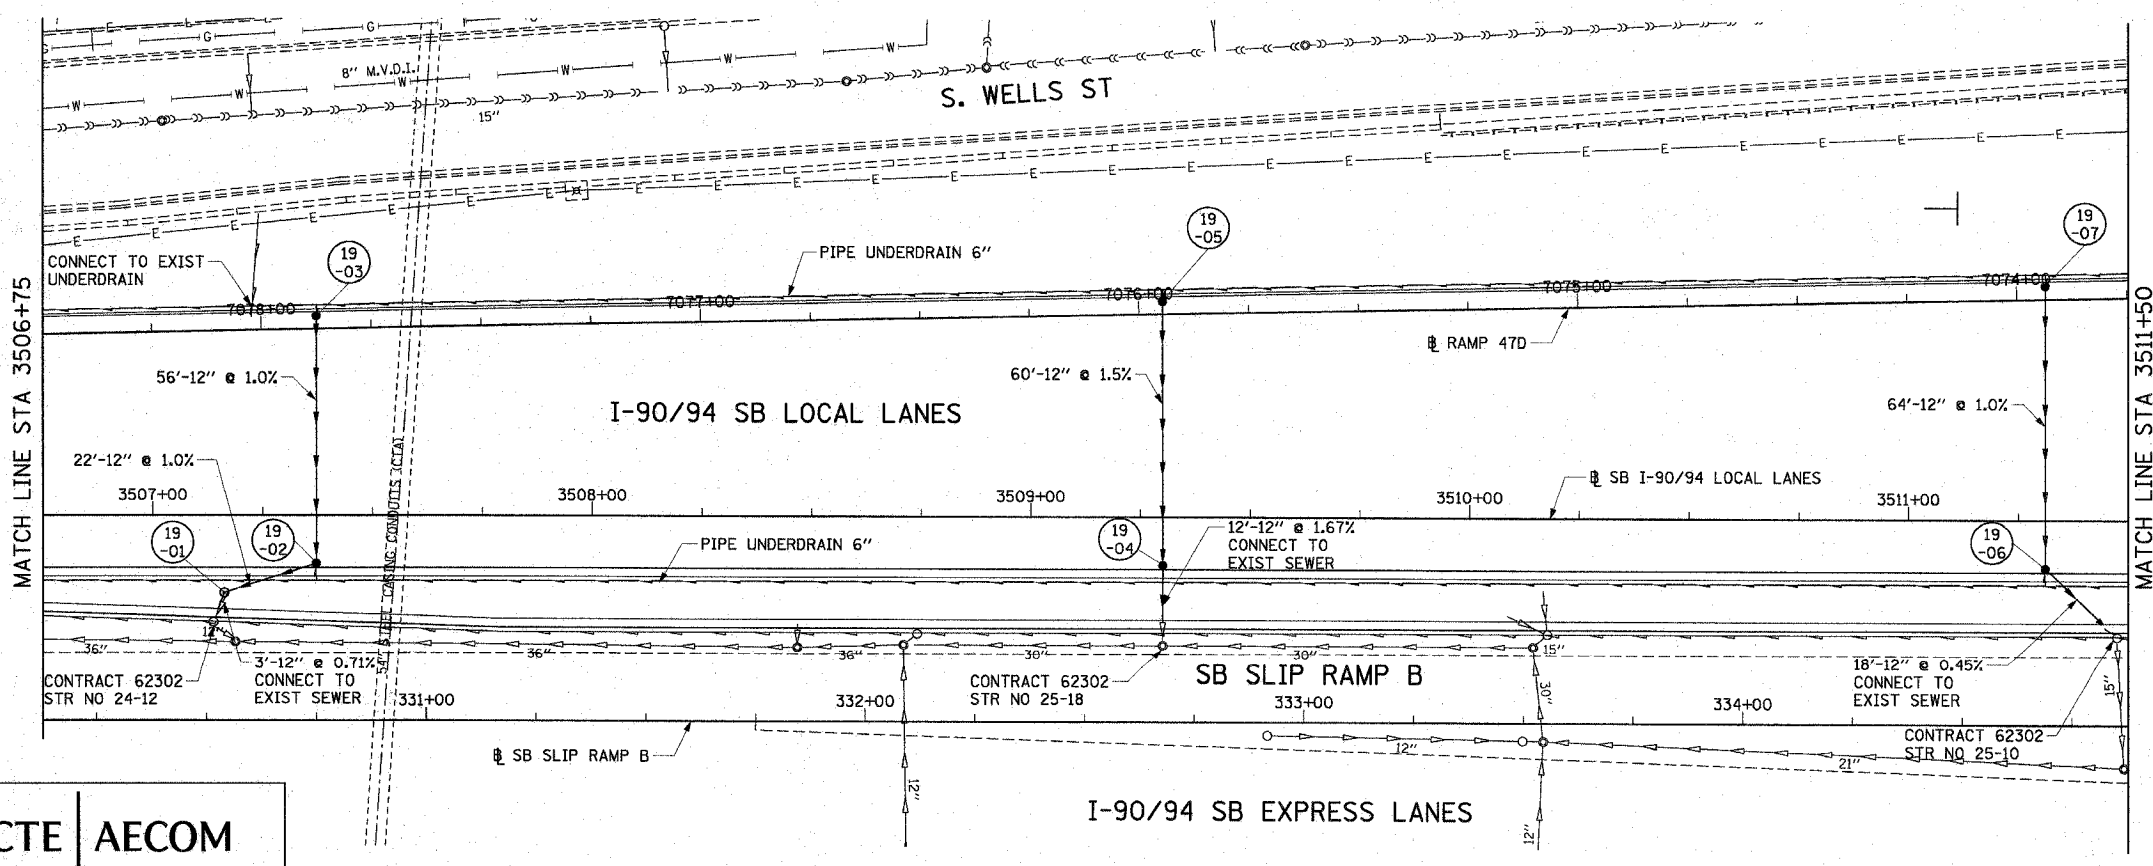 E E
G G G G
8" M.V.D.I.
W W W W W W
15"
S. WELLS ST
E E E E E E E E E E E E E E E E E E E E E E E E E E
CONNECT TO EXIST
UNDERDRAIN
19
-03
PIPE UNDERDRAIN 6"
19
-05
19
-07
7078+00
7077+00
7076+00
7075+00
7074+00
MATCH LINE STA 3506+75
MATCH LINE STA 3511+50
℄ RAMP 47D
56'-12" @ 1.0%
60'-12" @ 1.5%
64'-12" @ 1.0%
I-90/94 SB LOCAL LANES
22'-12" @ 1.0%
54" STEEL CASING CONDUITS (CTA)
3507+00
3508+00
3509+00
3510+00
3511+00
℄ SB I-90/94 LOCAL LANES
19
-01
19
-02
PIPE UNDERDRAIN 6"
19
-04
12'-12" @ 1.67%
CONNECT TO
EXIST SEWER
19
-06
12"
36"
36"
36"
30"
30"
15"
30"
15"
3'-12" @ 0.71%
CONNECT TO
EXIST SEWER
CONTRACT 62302
STR NO 24-12
CONTRACT 62302
STR NO 25-18
SB SLIP RAMP B
18'-12" @ 0.45%
CONNECT TO
EXIST SEWER
331+00
332+00
333+00
334+00
CONTRACT 62302
STR NO 25-10
℄ SB SLIP RAMP B
12"
21"
12"
12"
I-90/94 SB EXPRESS LANES
CTE AECOM